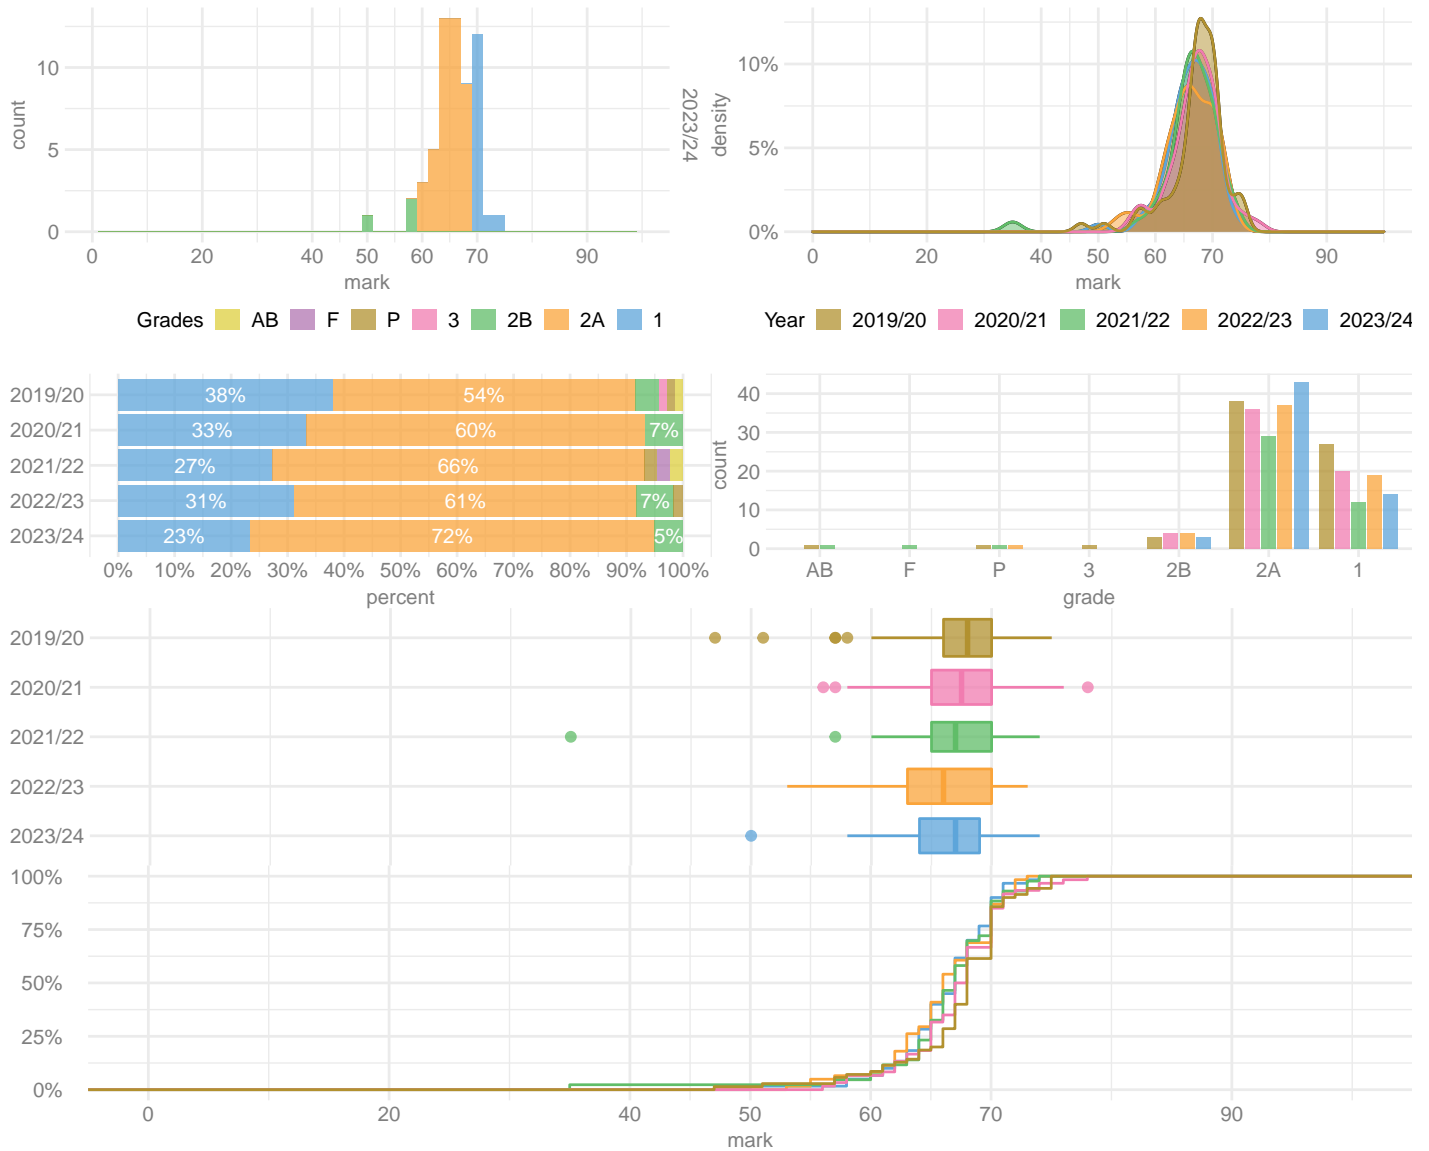 count
10
5
0
0 20 40 50 60 70 90
mark
2023/24
density
10%
5%
0%
0 20 40 50 60 70 90
mark
Grades AB F P 3 2B 2A 1
Year 2019/20 2020/21 2021/22 2022/23 2023/24
2019/20 38% 54%
2020/21 33% 60% 7%
2021/22 27% 66%
2022/23 31% 61% 7%
2023/24 23% 72% 5%
0% 10% 20% 30% 40% 50% 60% 70% 80% 90% 100%
percent
count
40
30
20
10
0
AB F P 3 2B 2A 1
grade
2019/20
2020/21
2021/22
2022/23
2023/24
100%
75%
50%
25%
0%
0 20 40 50 60 70 90
mark